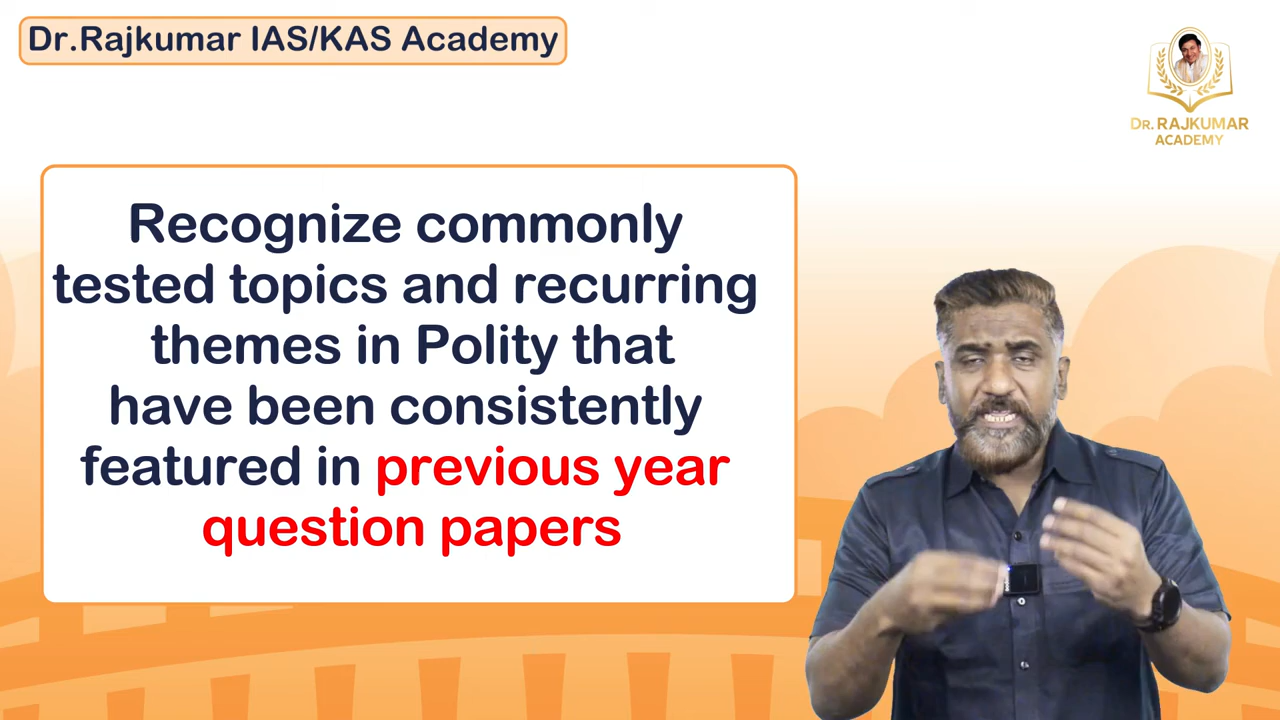 Dr.Rajkumar IAS/KAS Academy
DR. RAJKUMAR
ACADEMY
Recognize commonly
tested topics and recurring
themes in Polity that
have been consistently
featured in previous year
question papers